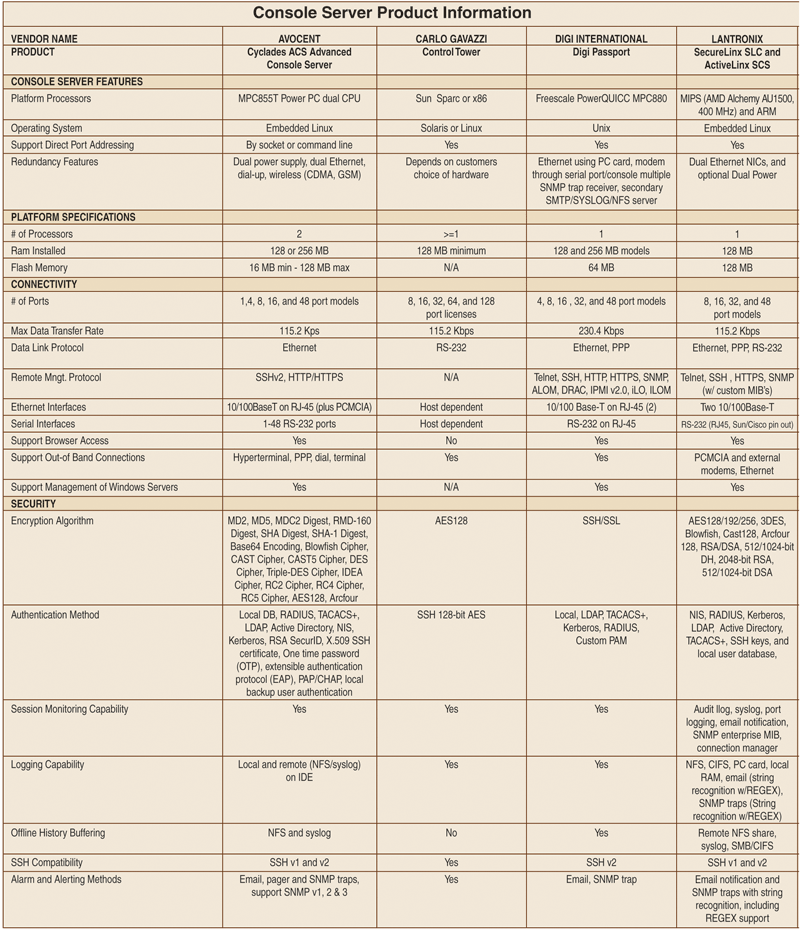 Console Server Product Information
VENDOR NAME AVOCENT CARLO GAVAZZI DIGI INTERNATIONAL LANTRONIX
PRODUCT Cyclades ACS Advanced Control Tower Digi Passport SecureLinx SLC and
Console Server ActiveLinx SCS
CONSOLE SERVER FEATURES
Platform Processors MPC855T Power PC dual CPU Sun Sparc or x86 Freescale PowerQUICC MPC880 MIPS (AMD Alchemy AU1500,
400 MHz) and ARM
Operating System Embedded Linux Solaris or Linux Unix Embedded Linux
Support Direct Port Addressing By socket or command line Yes Yes Yes
Redundancy Features Dual power supply, dual Ethernet, Depends on customers Ethernet using PC card, modem Dual Ethernet NICs, and
dial-up, wireless (CDMA, GSM) choice of hardware through serial port/console multiple optional Dual Power
SNMP trap receiver, secondary
SMTP/SYSLOG/NFS server
PLATFORM SPECIFICATIONS
# of Processors 2 >=1 1 1
Ram Installed 128 or 256 MB 128 MB minimum 128 and 256 MB models 128 MB
Flash Memory 16 MB min - 128 MB max N/A 64 MB 128 MB
CONNECTIVITY
# of Ports 1,4, 8, 16, and 48 port models 8, 16, 32, 64, and 128 4, 8, 16 , 32, and 48 port models 8, 16, 32, and 48
port licenses port models
Max Data Transfer Rate 115.2 Kps 115.2 Kbps 230.4 Kbps 115.2 Kbps
Data Link Protocol Ethernet RS-232 Ethernet, PPP Ethernet, PPP, RS-232
Remote Mngt. Protocol SSHv2, HTTP/HTTPS N/A Telnet, SSH, HTTP, HTTPS, SNMP, Telnet, SSH , HTTPS, SNMP
ALOM, DRAC, IPMI v2.0, iLO, ILOM (w/ custom MIB's)
Ethernet Interfaces 10/100BaseT on RJ-45 (plus PCMCIA) Host dependent 10/100 Base-T on RJ-45 (2) Two 10/100Base-T
Serial Interfaces 1-48 RS-232 ports Host dependent RS-232 on RJ-45 RS-232 (RJ45, Sun/Cisco pin out)
Support Browser Access Yes No Yes Yes
Support Out-of Band Connections Hyperterminal, PPP, dial, terminal Yes Yes PCMCIA and external
modems, Ethernet
Support Management of Windows Servers Yes N/A Yes Yes
SECURITY
Encryption Algorithm MD2, MD5, MDC2 Digest, RMD-160 AES128 SSH/SSL AES128/192/256, 3DES,
Digest, SHA Digest, SHA-1 Digest, Blowfish, Cast128, Arcfour
Base64 Encoding, Blowfish Cipher, 128, RSA/DSA, 512/1024-bit
CAST Cipher, CAST5 Cipher, DES DH, 2048-bit RSA,
Cipher, Triple-DES Cipher, IDEA 512/1024-bit DSA
Cipher, RC2 Cipher, RC4 Cipher,
RC5 Cipher, AES128, Arcfour
Authentication Method Local DB, RADIUS, TACACS+, SSH 128-bit AES Local, LDAP, TACACS+, NIS, RADIUS, Kerberos,
LDAP, Active Directory, NIS, Kerberos, RADIUS, LDAP, Active Directory,
Kerberos, RSA SecurID, X.509 SSH Custom PAM TACACS+, SSH keys, and
certificate, One time password local user database,
(OTP), extensible authentication
protocol (EAP), PAP/CHAP, local
backup user authentication
Session Monitoring Capability Yes Yes Yes Audit llog, syslog, port
logging, email notification,
SNMP enterprise MIB,
connection manager
Logging Capability Local and remote (NFS/syslog) Yes Yes NFS, CIFS, PC card, local
on IDE RAM, email (string
recognition w/REGEX),
SNMP traps (String
recognition w/REGEX)
Offline History Buffering NFS and syslog No Yes Remote NFS share,
syslog, SMB/CIFS
SSH Compatibility SSH v1 and v2 Yes SSH v2 SSH v1 and v2
Alarm and Alerting Methods Email, pager and SNMP traps, Yes Email, SNMP trap Email notification and
support SNMP v1, 2 & 3 SNMP traps with string
recognition, including
REGEX support